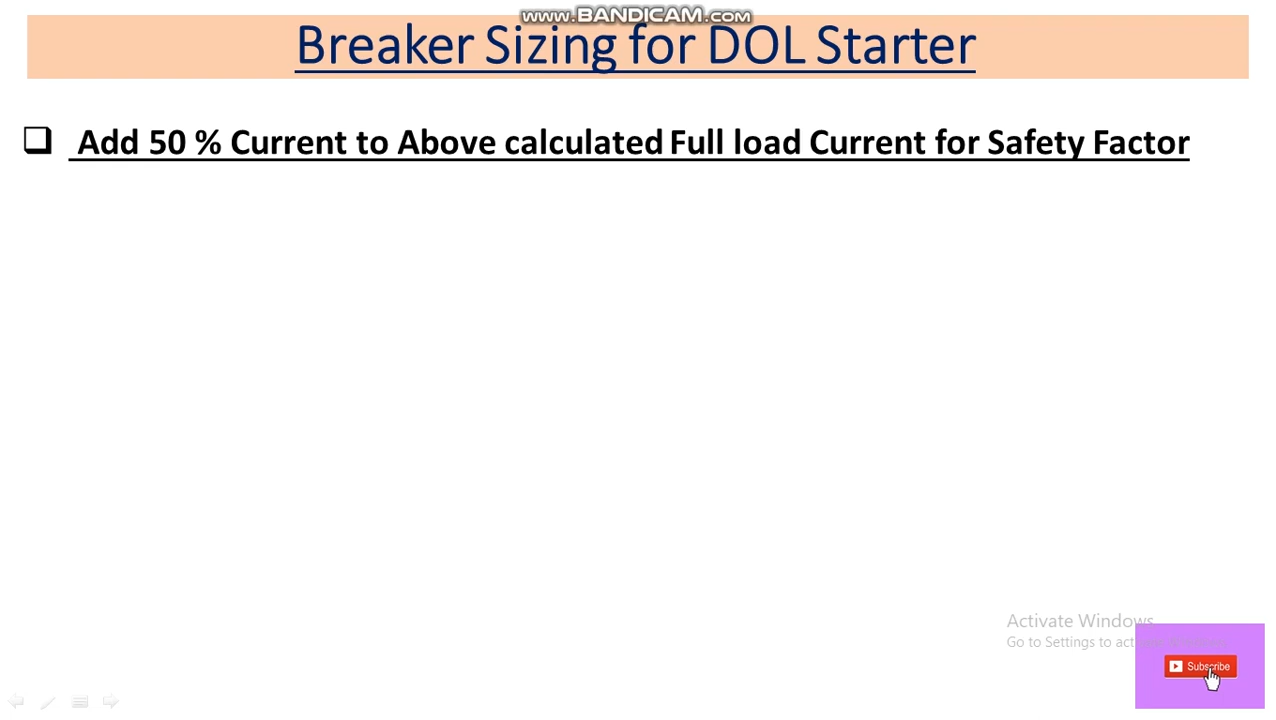 www.BANDICAM.com
Breaker Sizing for DOL Starter
Add 50 % Current to Above calculated Full load Current for Safety Factor
Activate Windows
Go to Settings to activate Windows.
Subscribe